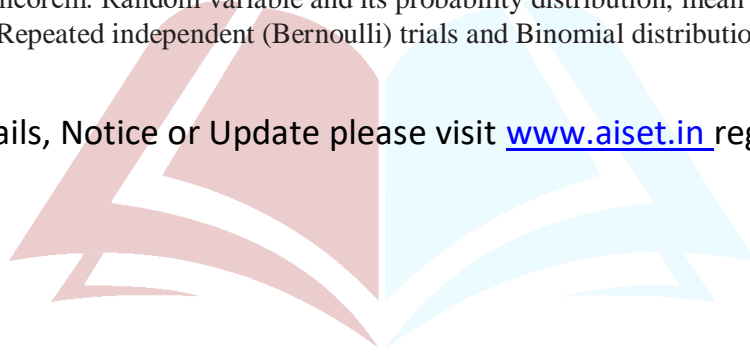 theorem. Random variable and its probability distribution, mean
Repeated independent (Bernoulli) trials and Binomial distributio
ails, Notice or Update please visit www.aiset.in reg